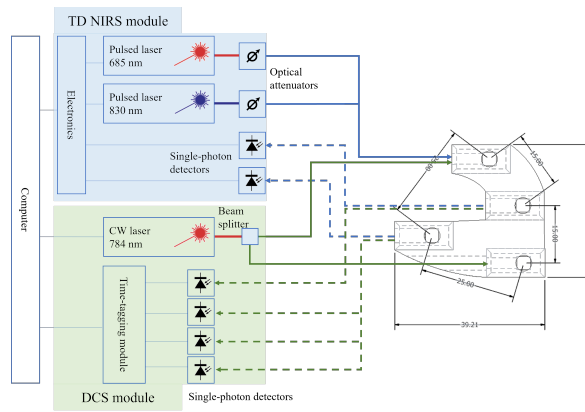 TD NIRS module
Pulsed laser
685 nm
Optical
attenuators
Electronics
Pulsed laser
830 nm
Single-photon
detectors
Computer
Beam
splitter
CW laser
784 nm
Time-tagging module
DCS module
Single-photon detectors
15.00
15.00
25.00
39.21